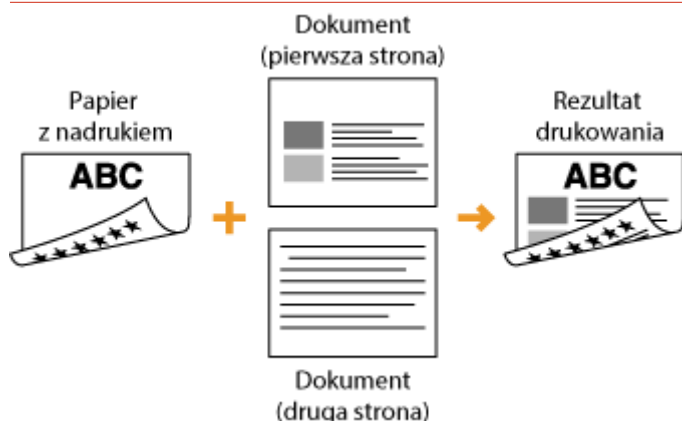 Dokument
(pierwsza strona)
Papier
z nadrukiem
ABC
Rezultat
drukowania
ABC
Dokument
(druga strona)